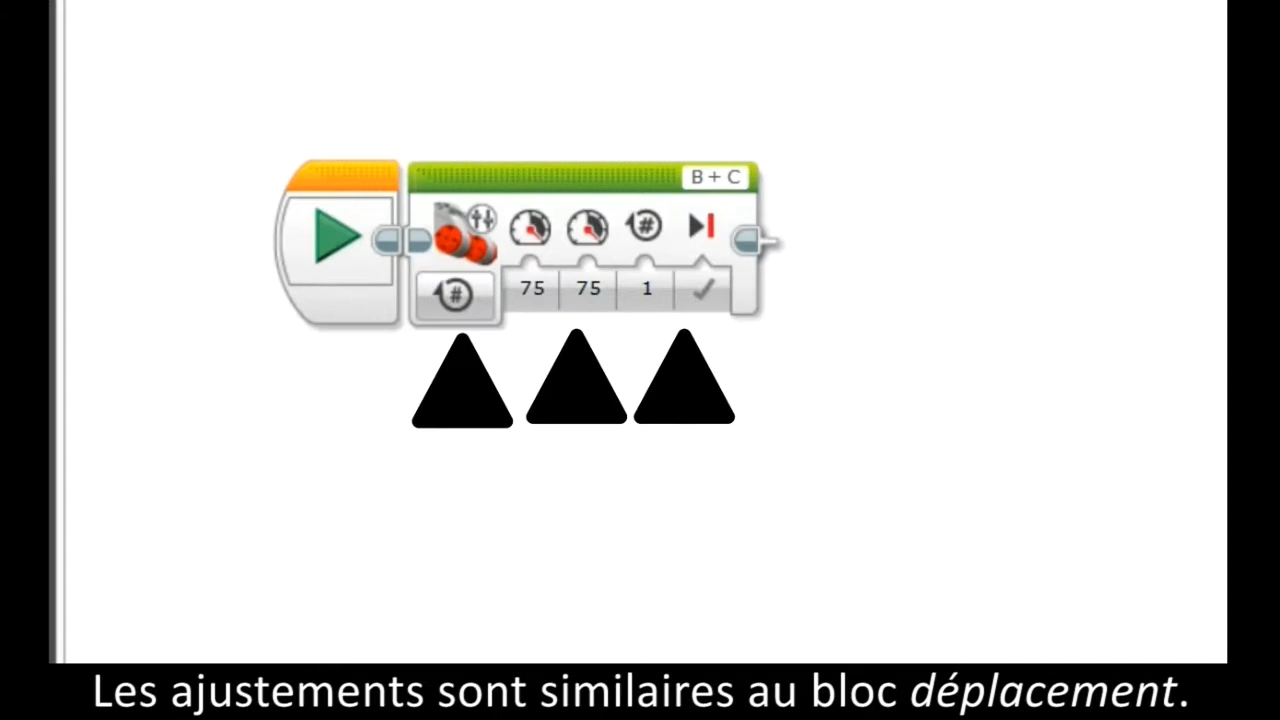 B + C
#
#
75 75 1
Les ajustements sont similaires au bloc déplacement.